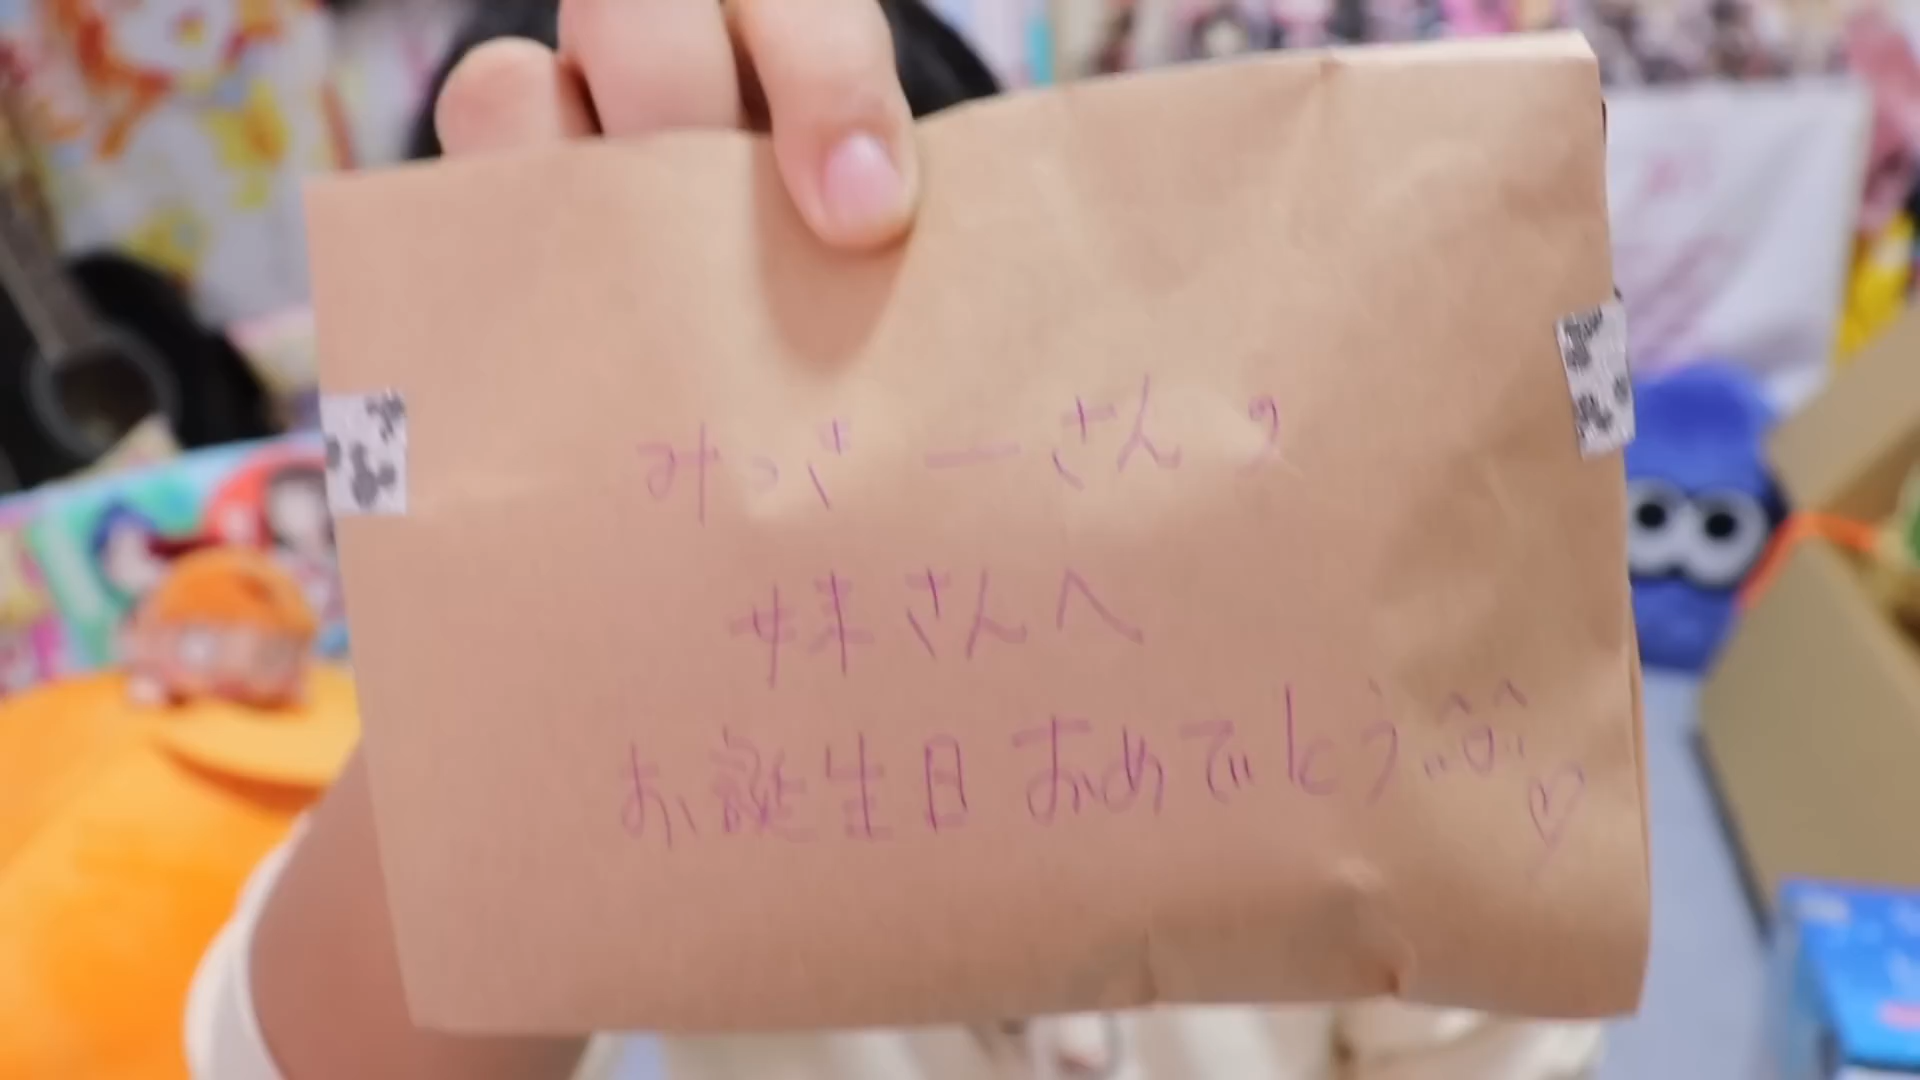 みっきーさんの
妹さんへ
お誕生日おめでとう